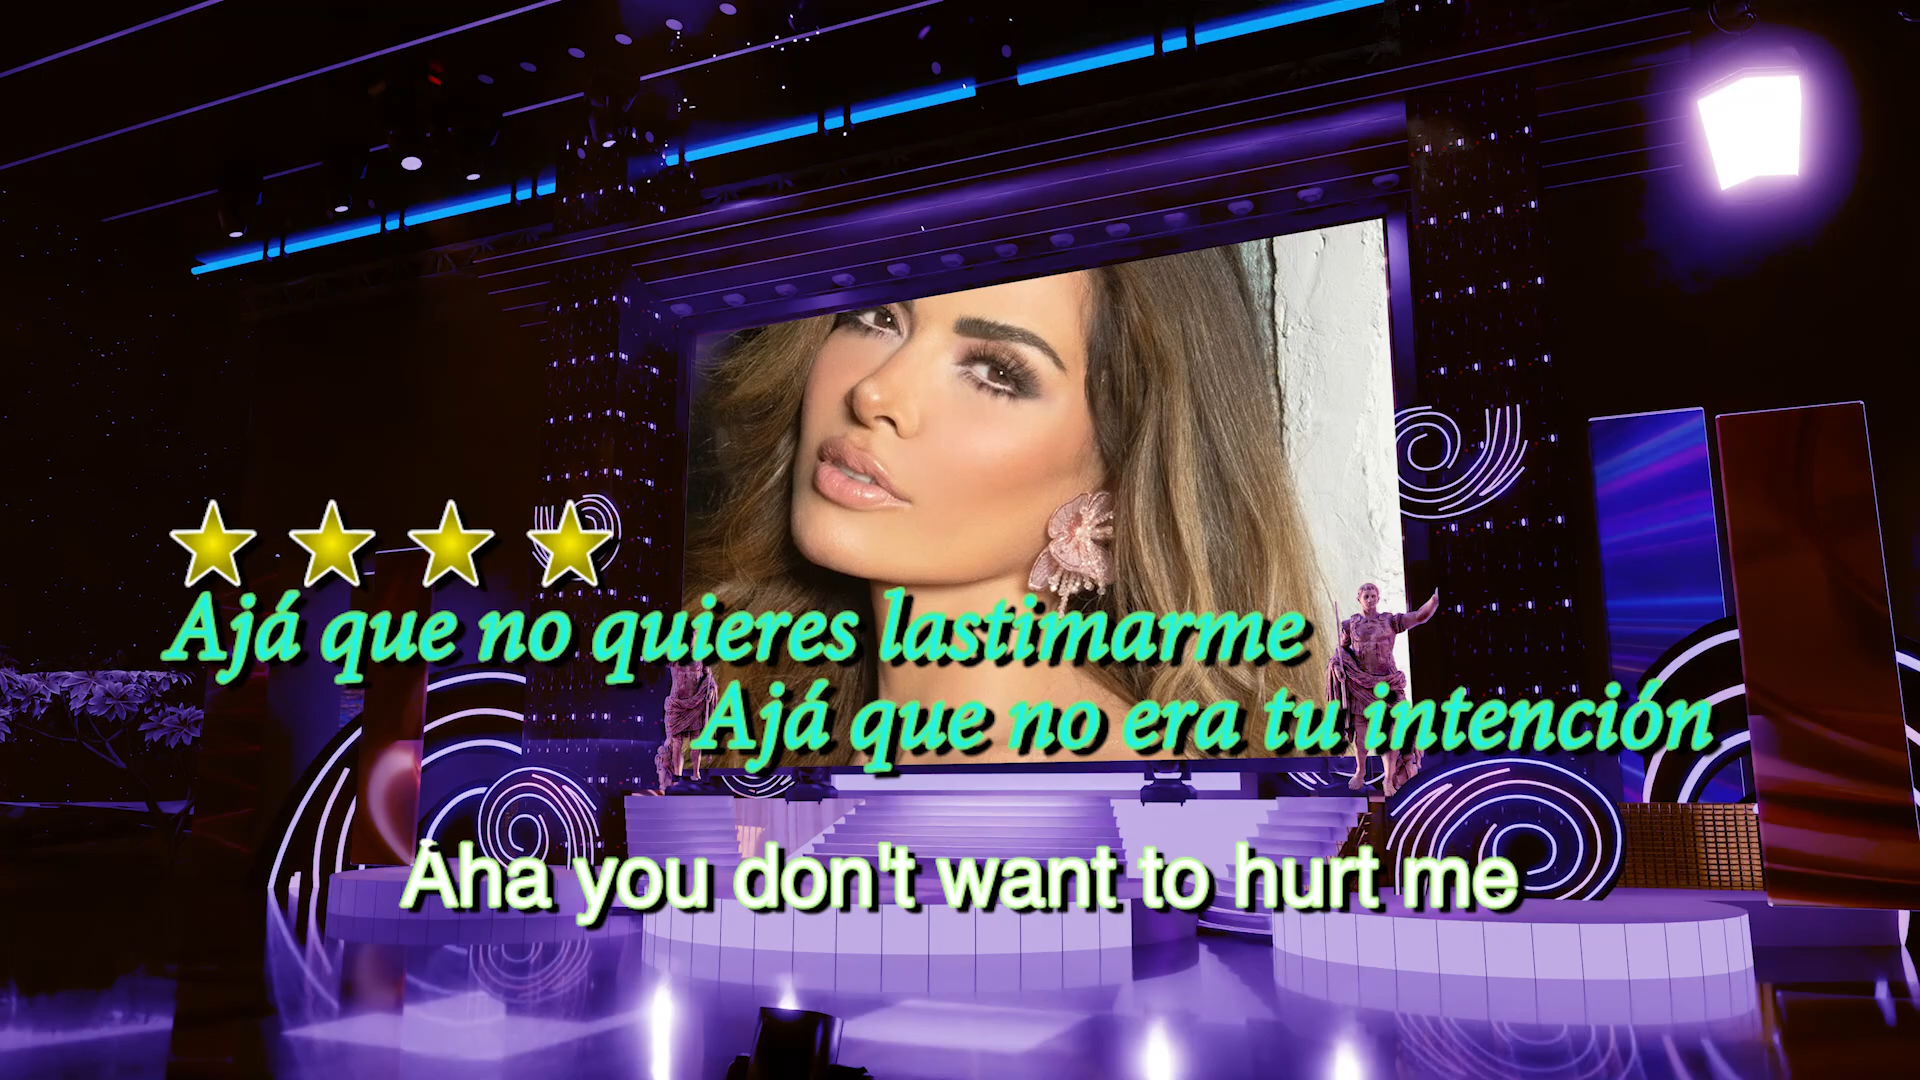 Ajá que no quieres lastimarme
Ajá que no era tu intención
Aha you don't want to hurt me